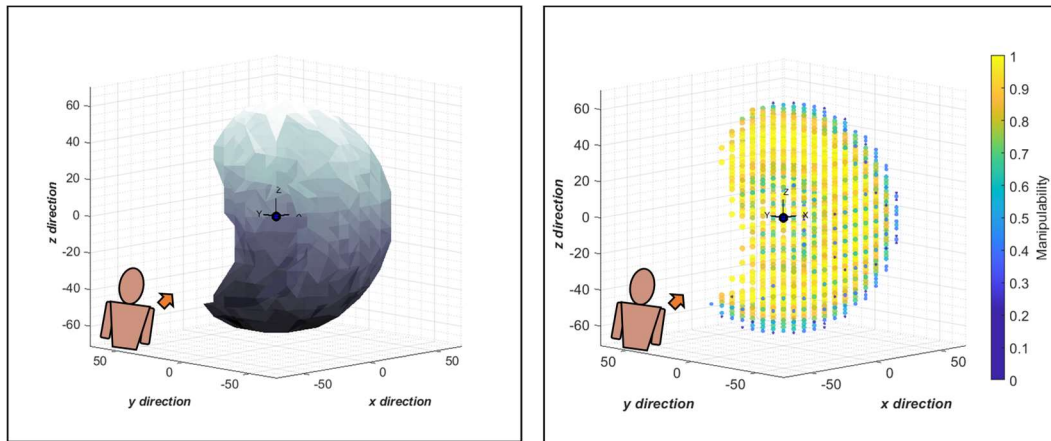 60
40
20
0
-20
-40
-60
z direction
50
0
-50
y direction
-50
0
50
x direction
Z
Y
X
60
40
20
0
-20
-40
-60
z direction
50
0
-50
y direction
-50
0
50
x direction
Z
Y
X
1
0.9
0.8
0.7
0.6
0.5
0.4
0.3
0.2
0.1
0
Manipulability